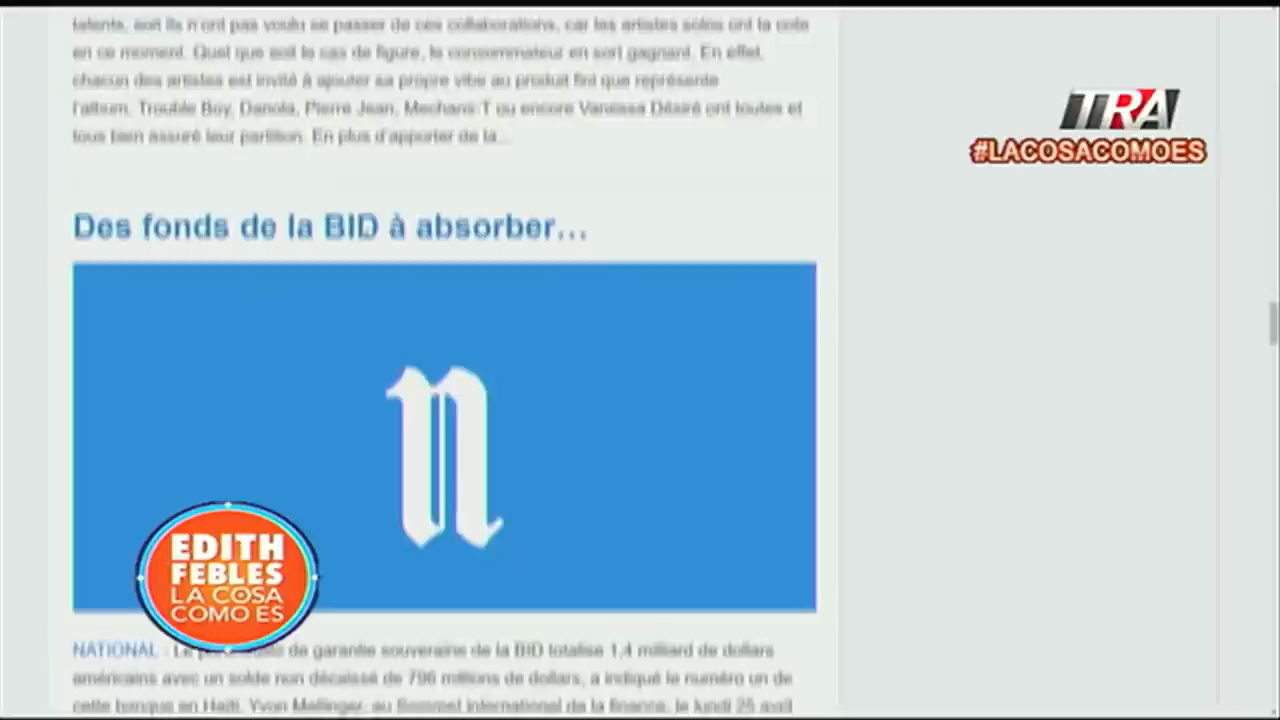 talents, soit ils n'ont pas voulu se passer de ces collaborations, car les artistes solos ont la cote
en ce moment. Quel que soit le cas de figure, le consommateur en sort gagnant. En effet,
chacun des artistes est invité à ajouter sa propre vibe au produit fini que représente
l'album. Trouble Boy, Danola, Pierre Jean, Mechans-T ou encore Vanessa Désiré ont toutes et
tous bien assuré leur partition. En plus d'apporter de la...
TRA
#LACOSACOMOES
Des fonds de la BID à absorber...
n
EDITH
FEBLES
LA COSA
COMO ES
NATIONAL - Le de garantie souveraine de la BID totalise 1,4 milliard de dollars
américains avec un solde non décaissé de 796 millions de dollars, a indiqué le numéro un de
cette banque en Haïti, Yvon Mellinger, au Sommet international de la finance, le lundi 25 avril